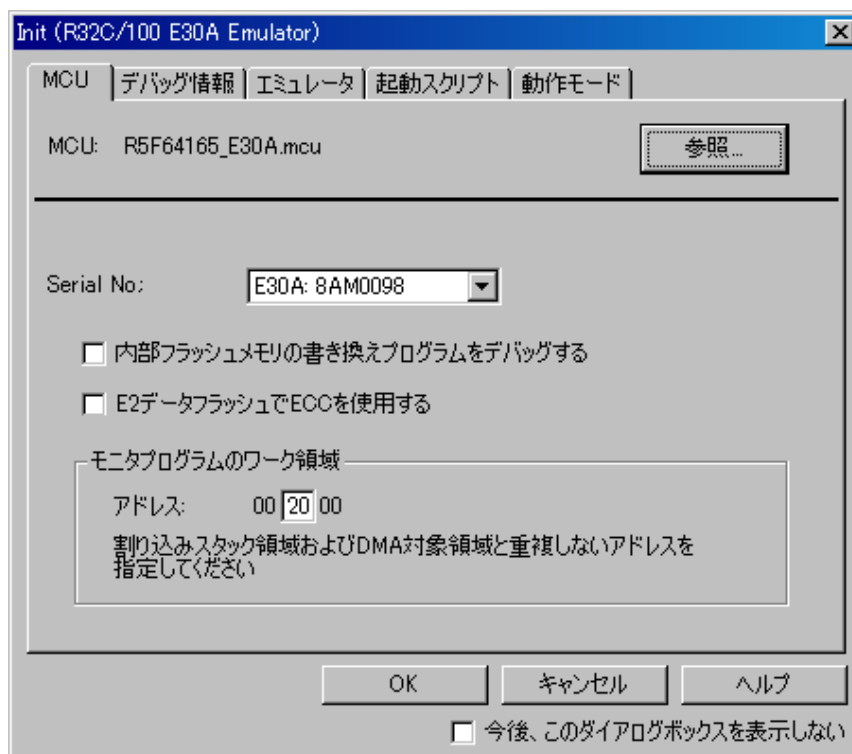 Init (R32C/100 E30A Emulator)
MCU デバッグ情報 エミュレータ 起動スクリプト 動作モード
MCU: R5F64165_E30A.mcu 参照...
Serial No: E30A: 8AM0098
内部フラッシュメモリの書き換えプログラムをデバッグする
E2データフラッシュでECCを使用する
モニタプログラムのワーク領域
アドレス: 00 20 00
割り込みスタック領域およびDMA対象領域と重複しないアドレスを
指定してください
OK キャンセル ヘルプ
今後、このダイアログボックスを表示しない